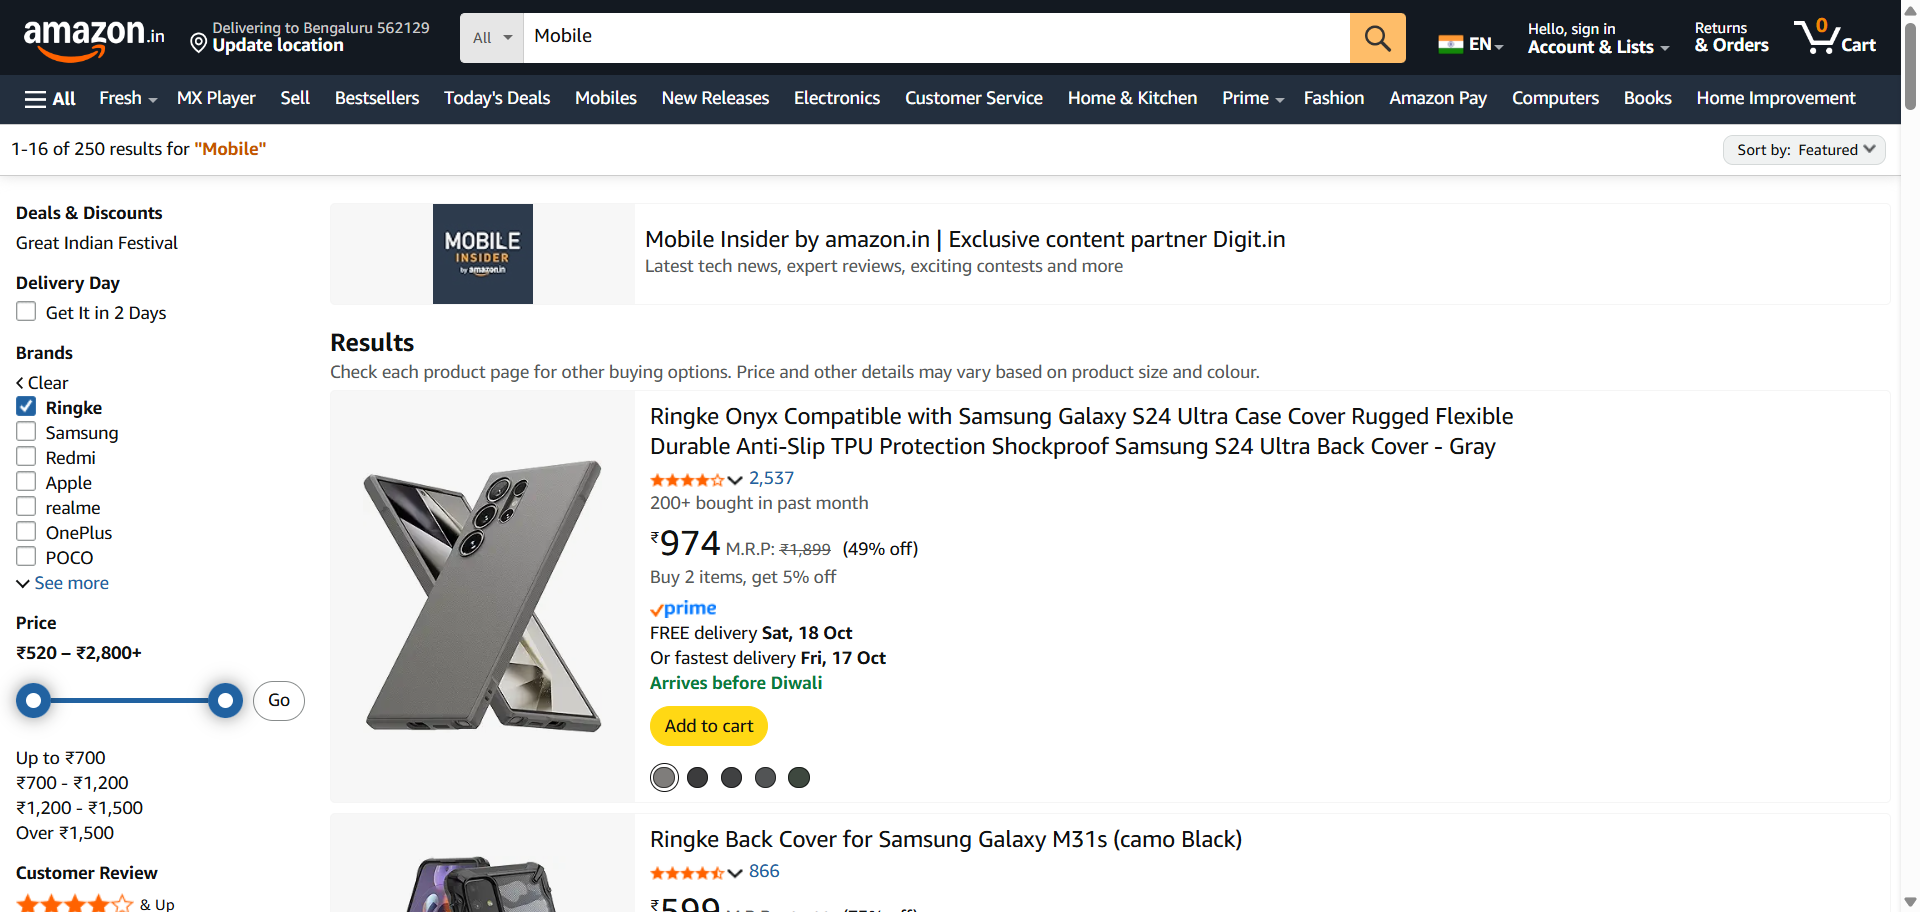 amazon.in
Delivering to Bengaluru 562129
Update location
All
Mobile
EN
Hello, sign in
Account & Lists
Returns
& Orders
0
Cart
All
Fresh
MX Player
Sell
Bestsellers
Today's Deals
Mobiles
New Releases
Electronics
Customer Service
Home & Kitchen
Prime
Fashion
Amazon Pay
Computers
Books
Home Improvement
1-16 of 250 results for "Mobile"
Sort by: Featured
Deals & Discounts
Great Indian Festival
Delivery Day
Get It in 2 Days
Brands
Clear
Ringke
Samsung
Redmi
Apple
realme
OnePlus
POCO
See more
Price
₹520 – ₹2,800+
Go
Up to ₹700
₹700 - ₹1,200
₹1,200 - ₹1,500
Over ₹1,500
Customer Review
& Up
MOBILE
INSIDER
by amazon.in
Mobile Insider by amazon.in | Exclusive content partner Digit.in
Latest tech news, expert reviews, exciting contests and more
Results
Check each product page for other buying options. Price and other details may vary based on product size and colour.
Ringke Onyx Compatible with Samsung Galaxy S24 Ultra Case Cover Rugged Flexible
Durable Anti-Slip TPU Protection Shockproof Samsung S24 Ultra Back Cover - Gray
2,537
200+ bought in past month
₹974 M.R.P: ₹1,899 (49% off)
Buy 2 items, get 5% off
prime
FREE delivery Sat, 18 Oct
Or fastest delivery Fri, 17 Oct
Arrives before Diwali
Add to cart
Ringke Back Cover for Samsung Galaxy M31s (camo Black)
866
₹599